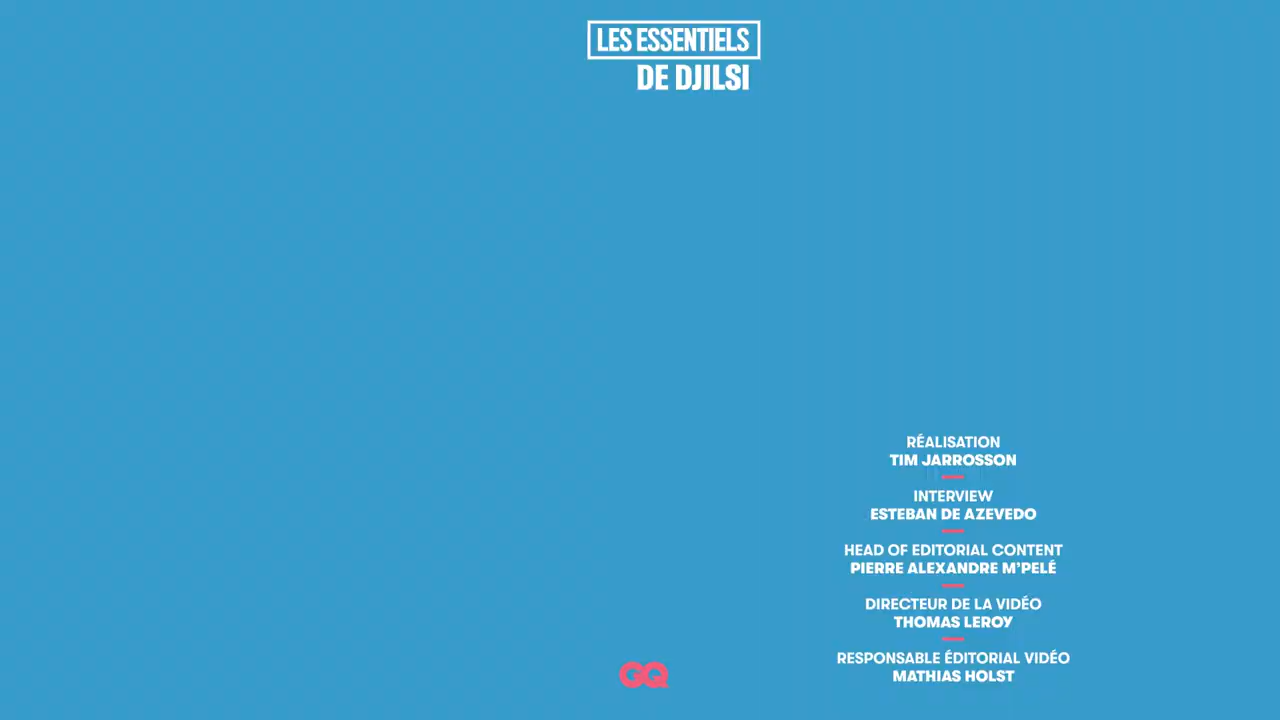 LES ESSENTIELS
DE DJILSI
RÉALISATION
TIM JARROSSON
INTERVIEW
ESTEBAN DE AZEVEDO
HEAD OF EDITORIAL CONTENT
PIERRE ALEXANDRE M'PELÉ
DIRECTEUR DE LA VIDÉO
THOMAS LEROY
RESPONSABLE ÉDITORIAL VIDÉO
MATHIAS HOLST
GQ